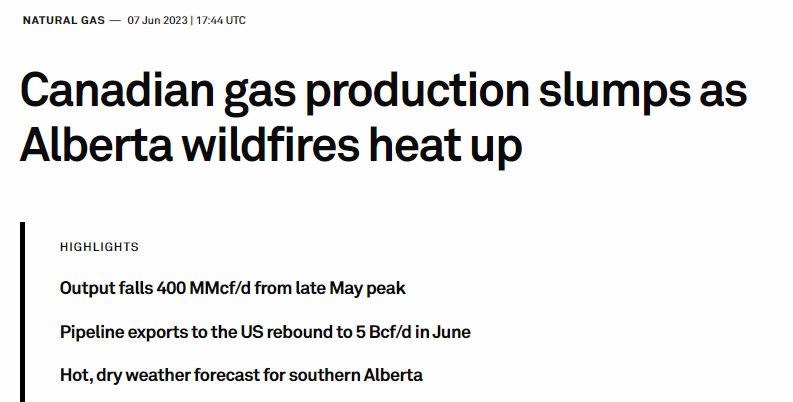 NATURAL GAS — 07 Jun 2023 | 17:44 UTC
Canadian gas production slumps as
Alberta wildfires heat up
HIGHLIGHTS
Output falls 400 MMcf/d from late May peak
Pipeline exports to the US rebound to 5 Bcf/d in June
Hot, dry weather forecast for southern Alberta